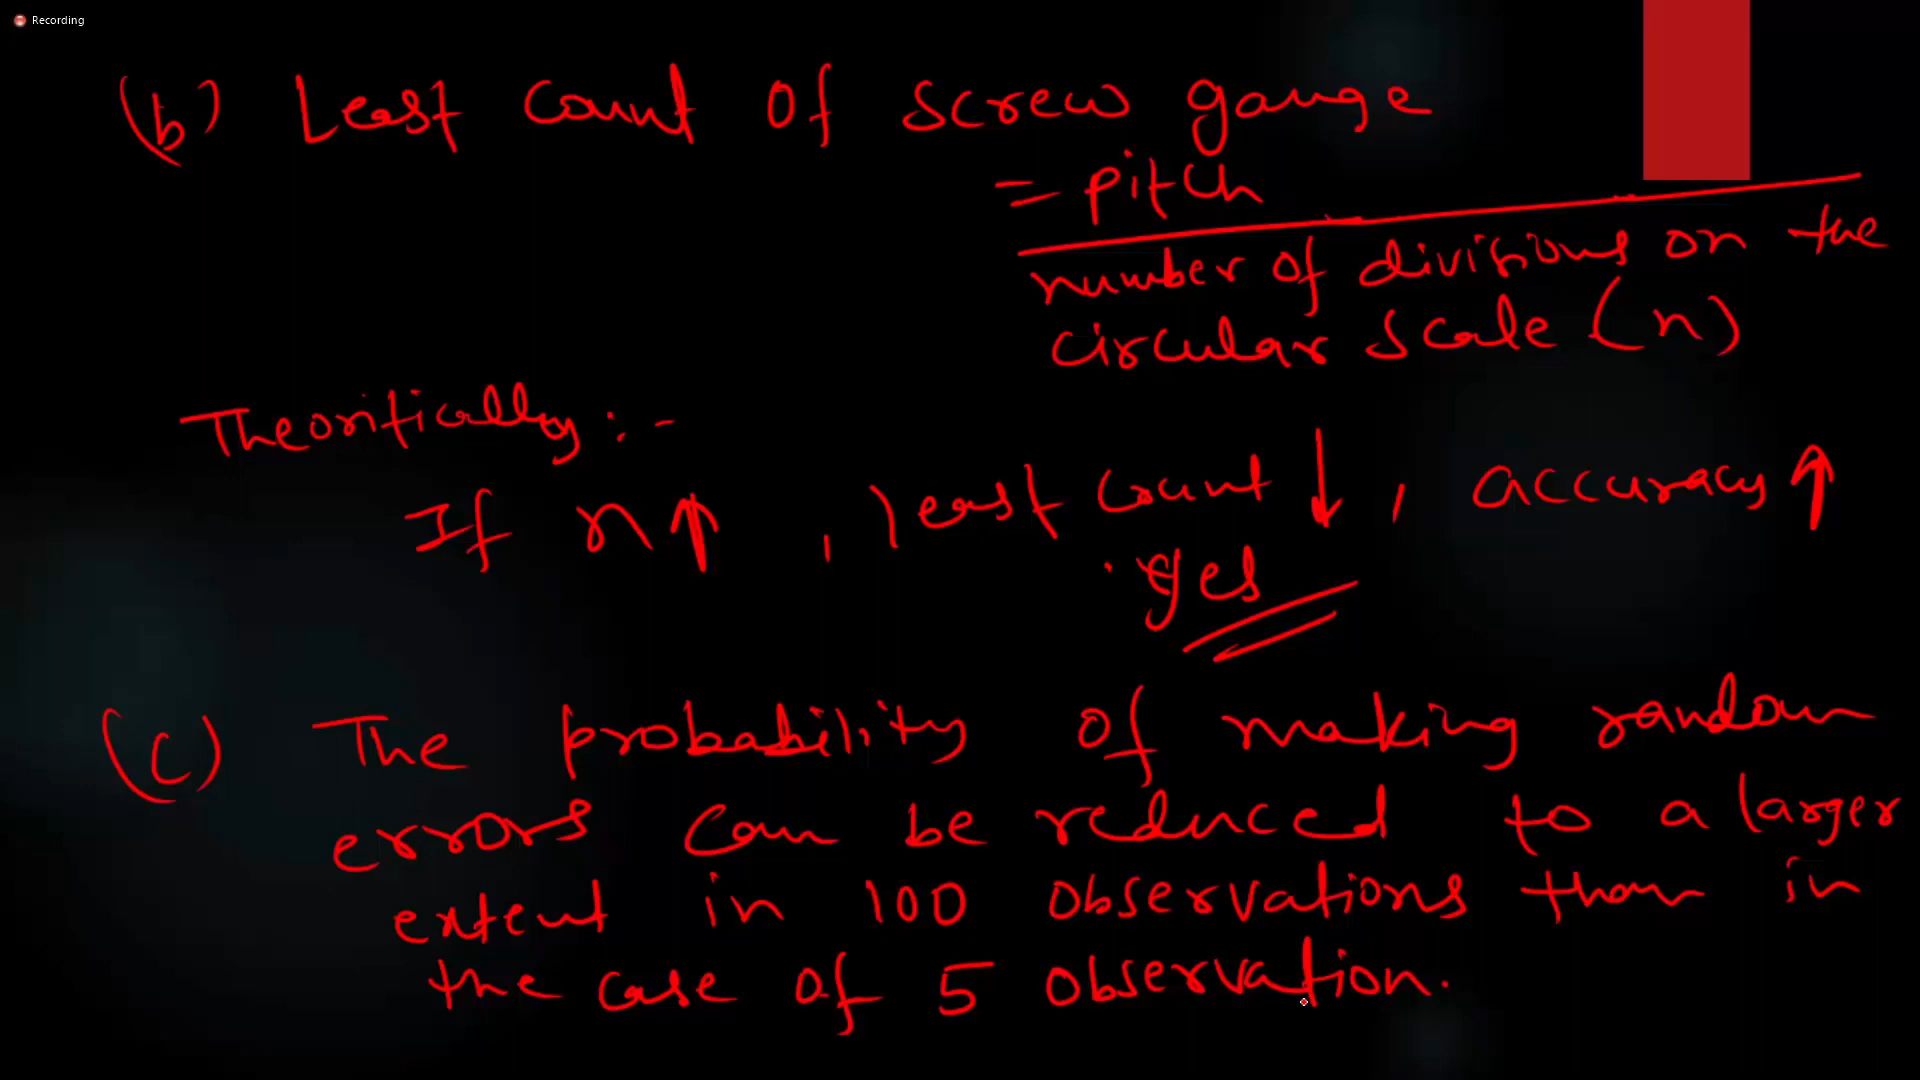 Recording
(b) Least count of screw gauge
= pitch
number of divisions on the
circular scale (n)
Theoritically :-
If n ↑ , least count ↓ , accuracy ↑
yes
(c) The probability of making random
errors can be reduced to a larger
extent in 100 observations than in
the case of 5 observation.